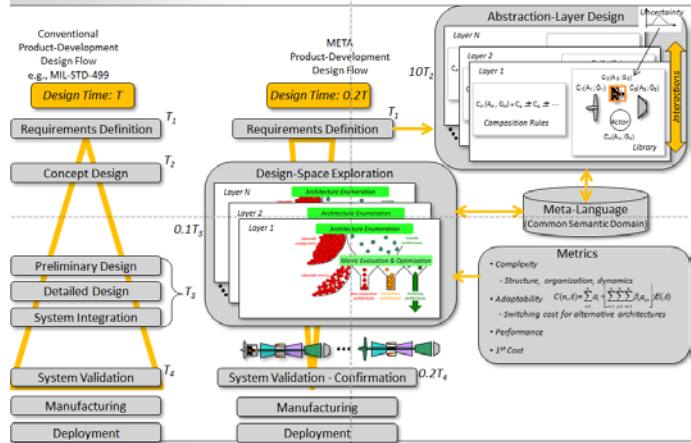 Conventional
Product-Development
Design Flow
e.g., MIL-STD-499
Design Time: T
Requirements Definition
T1
Concept Design
T2
Preliminary Design
Detailed Design
System Integration
T3
System Validation
T4
Manufacturing
Deployment
META
Product-Development
Design Flow
Design Time: 0.2T
Requirements Definition
T1
Design-Space Exploration
0.1T3
Layer N
Architecture Enumeration
Layer 2
Architecture Enumeration
Layer 1
Architecture Enumeration
Metric Evaluation & Optimization
System Validation - Confirmation
0.2T4
Manufacturing
Deployment
Abstraction-Layer Design
Uncertainty
10T2
Layer N
Layer 2
Layer 1
Composition Rules
Actor
Library
Interactions
Meta-Language
(Common Semantic Domain)
Metrics
• Complexity
- Structure, organization, dynamics
• Adaptability
- Switching cost for alternative architectures
• Performance
• 1st Cost